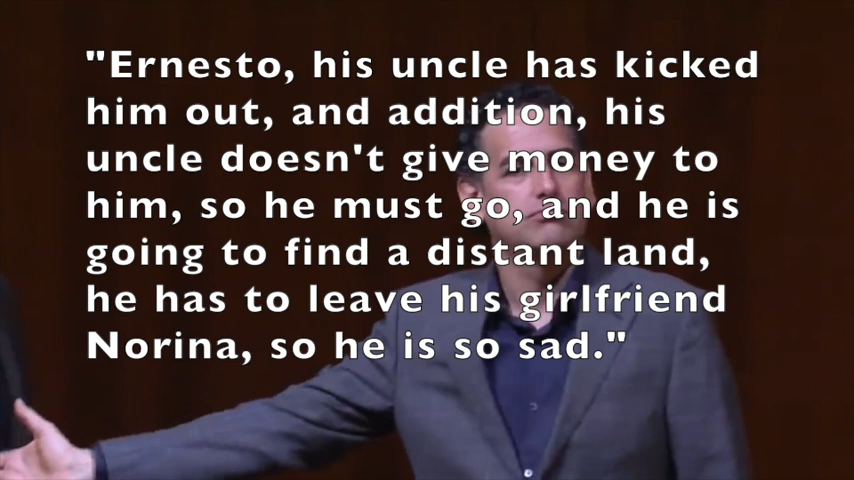 "Ernesto, his uncle has kicked
him out, and addition, his
uncle doesn't give money to
him, so he must go, and he is
going to find a distant land,
he has to leave his girlfriend
Norina, so he is so sad."